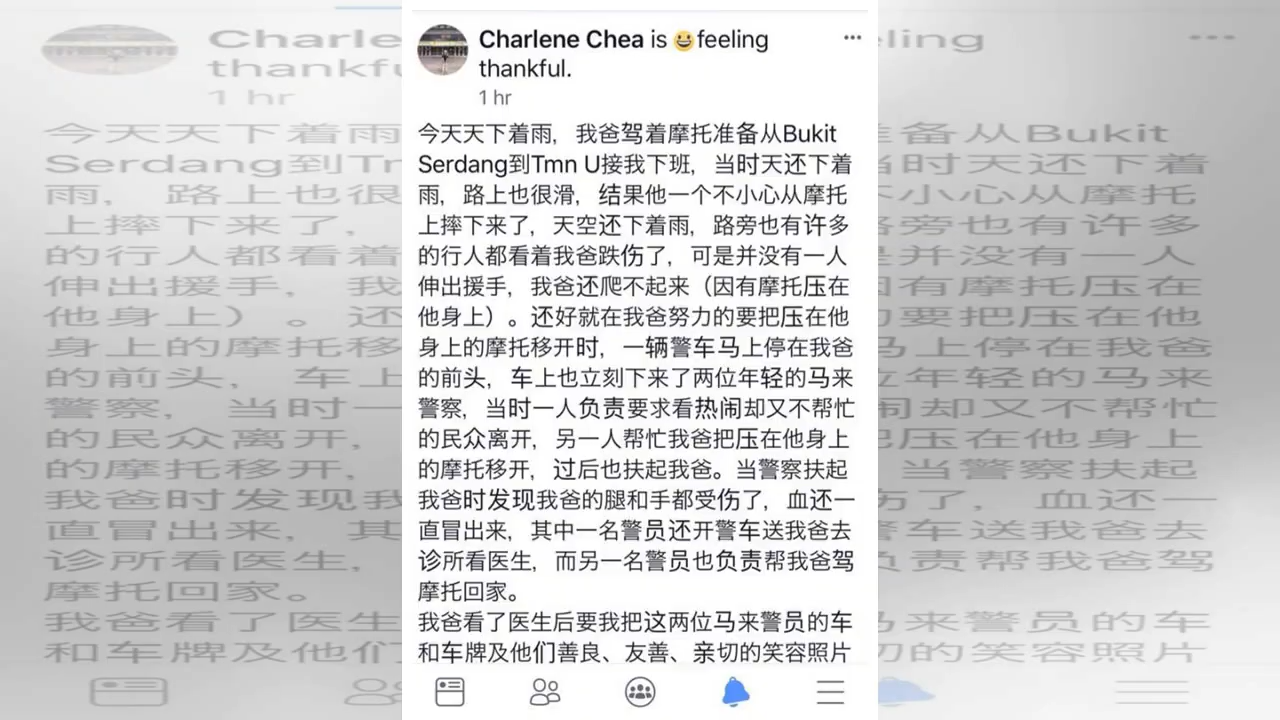 Charlene Chea is 😃feeling
thankful.
1 hr
今天天下着雨，我爸驾着摩托准备从Bukit
Serdang到Tmn U接我下班，当时天还下着
雨，路上也很滑，结果他一个不小心从摩托
上摔下来了，天空还下着雨，路旁也有许多
的行人都看着我爸跌伤了，可是并没有一人
伸出援手，我爸还爬不起来（因有摩托压在
他身上）。还好就在我爸努力的要把压在他
身上的摩托移开时，一辆警车马上停在我爸
的前头，车上也立刻下来了两位年轻的马来
警察，当时一人负责要求看热闹却又不帮忙
的民众离开，另一人帮忙我爸把压在他身上
的摩托移开，过后也扶起我爸。当警察扶起
我爸时发现我爸的腿和手都受伤了，血还一
直冒出来，其中一名警员还开警车送我爸去
诊所看医生，而另一名警员也负责帮我爸驾
摩托回家。
我爸看了医生后要我把这两位马来警员的车
和车牌及他们善良、友善、亲切的笑容照片